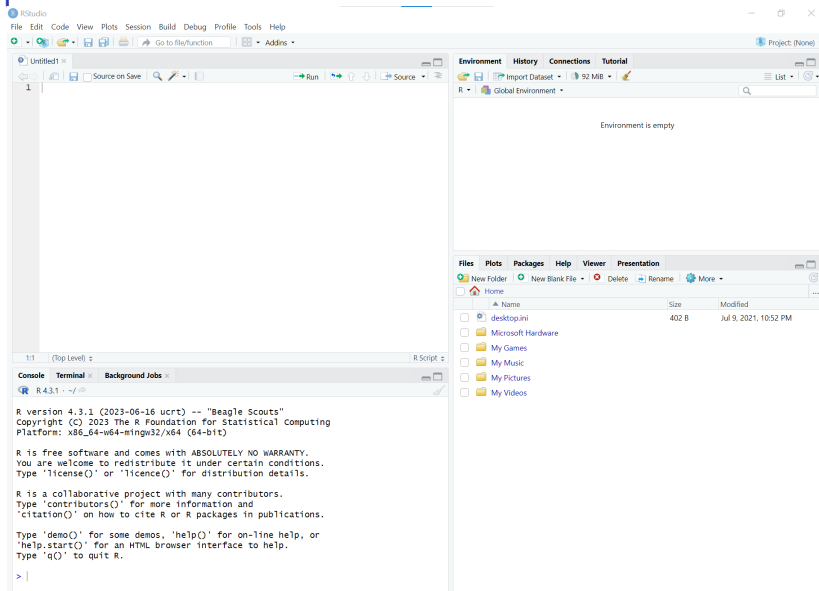 RStudio
File Edit Code View Plots Session Build Debug Profile Tools Help
Go to file/function Addins Project: (None)
Untitled1
Source on Save Run Source
1
1:1 (Top Level) R Script
Console Terminal Background Jobs
R 4.3.1 · ~/
R version 4.3.1 (2023-06-16 ucrt) -- "Beagle Scouts"
Copyright (C) 2023 The R Foundation for Statistical Computing
Platform: x86_64-w64-mingw32/x64 (64-bit)
R is free software and comes with ABSOLUTELY NO WARRANTY.
You are welcome to redistribute it under certain conditions.
Type 'license()' or 'licence()' for distribution details.
R is a collaborative project with many contributors.
Type 'contributors()' for more information and
'citation()' on how to cite R or R packages in publications.
Type 'demo()' for some demos, 'help()' for on-line help, or
'help.start()' for an HTML browser interface to help.
Type 'q()' to quit R.
>
Environment History Connections Tutorial
Import Dataset 92 MiB List
R Global Environment
Environment is empty
Files Plots Packages Help Viewer Presentation
New Folder New Blank File Delete Rename More
Home ...
Name Size Modified
desktop.ini 402 B Jul 9, 2021, 10:52 PM
Microsoft Hardware
My Games
My Music
My Pictures
My Videos